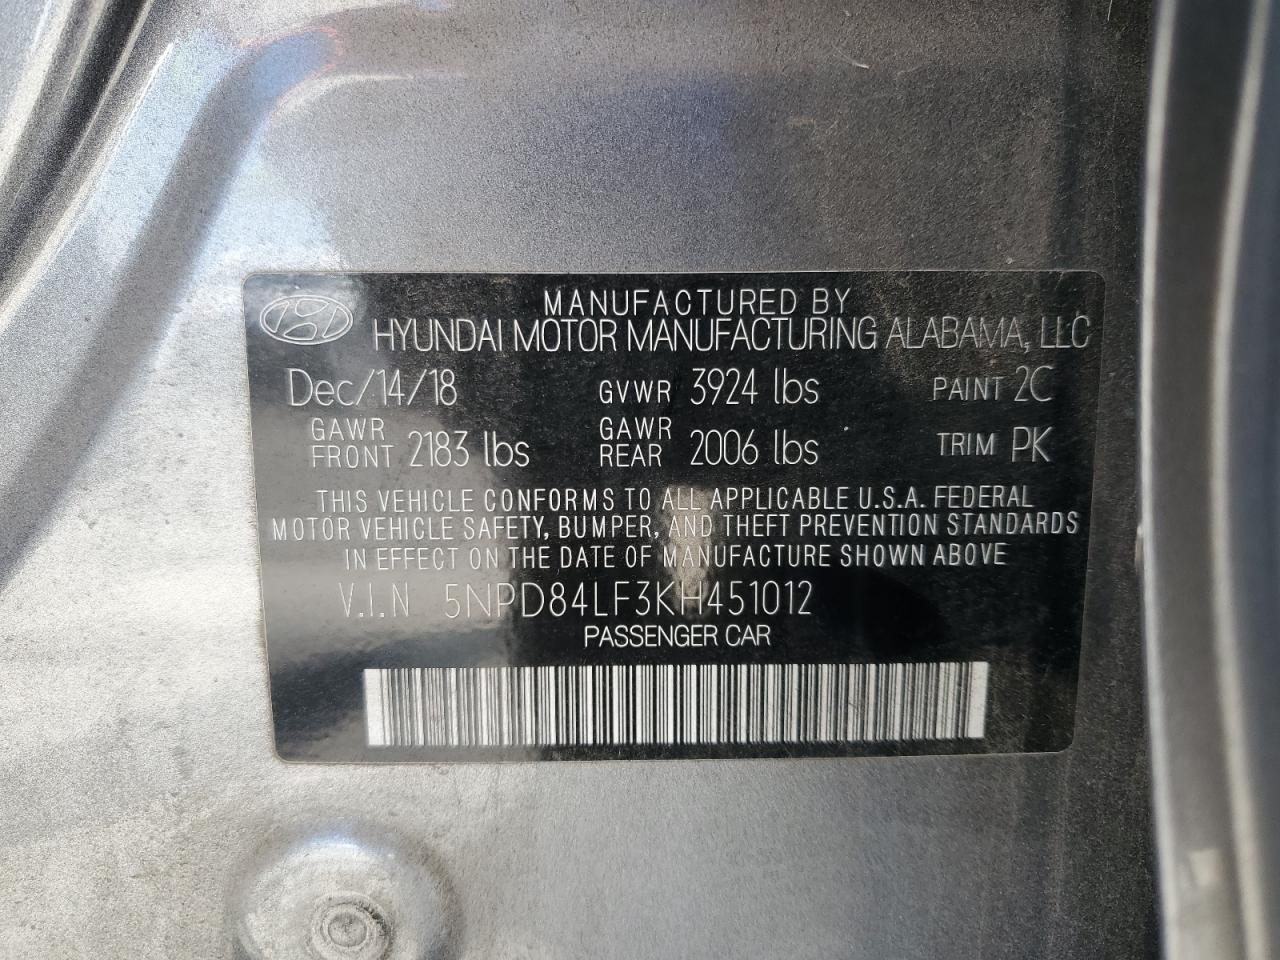 MANUFACTURED BY
HYUNDAI MOTOR MANUFACTURING ALABAMA, LLC
Dec/14/18 GVWR 3924 lbs PAINT 2C
GAWR FRONT 2183 lbs GAWR REAR 2006 lbs TRIM PK
THIS VEHICLE CONFORMS TO ALL APPLICABLE U.S.A. FEDERAL
MOTOR VEHICLE SAFETY, BUMPER, AND THEFT PREVENTION STANDARDS
IN EFFECT ON THE DATE OF MANUFACTURE SHOWN ABOVE
V.I.N 5NPD84LF3KH451012
PASSENGER CAR